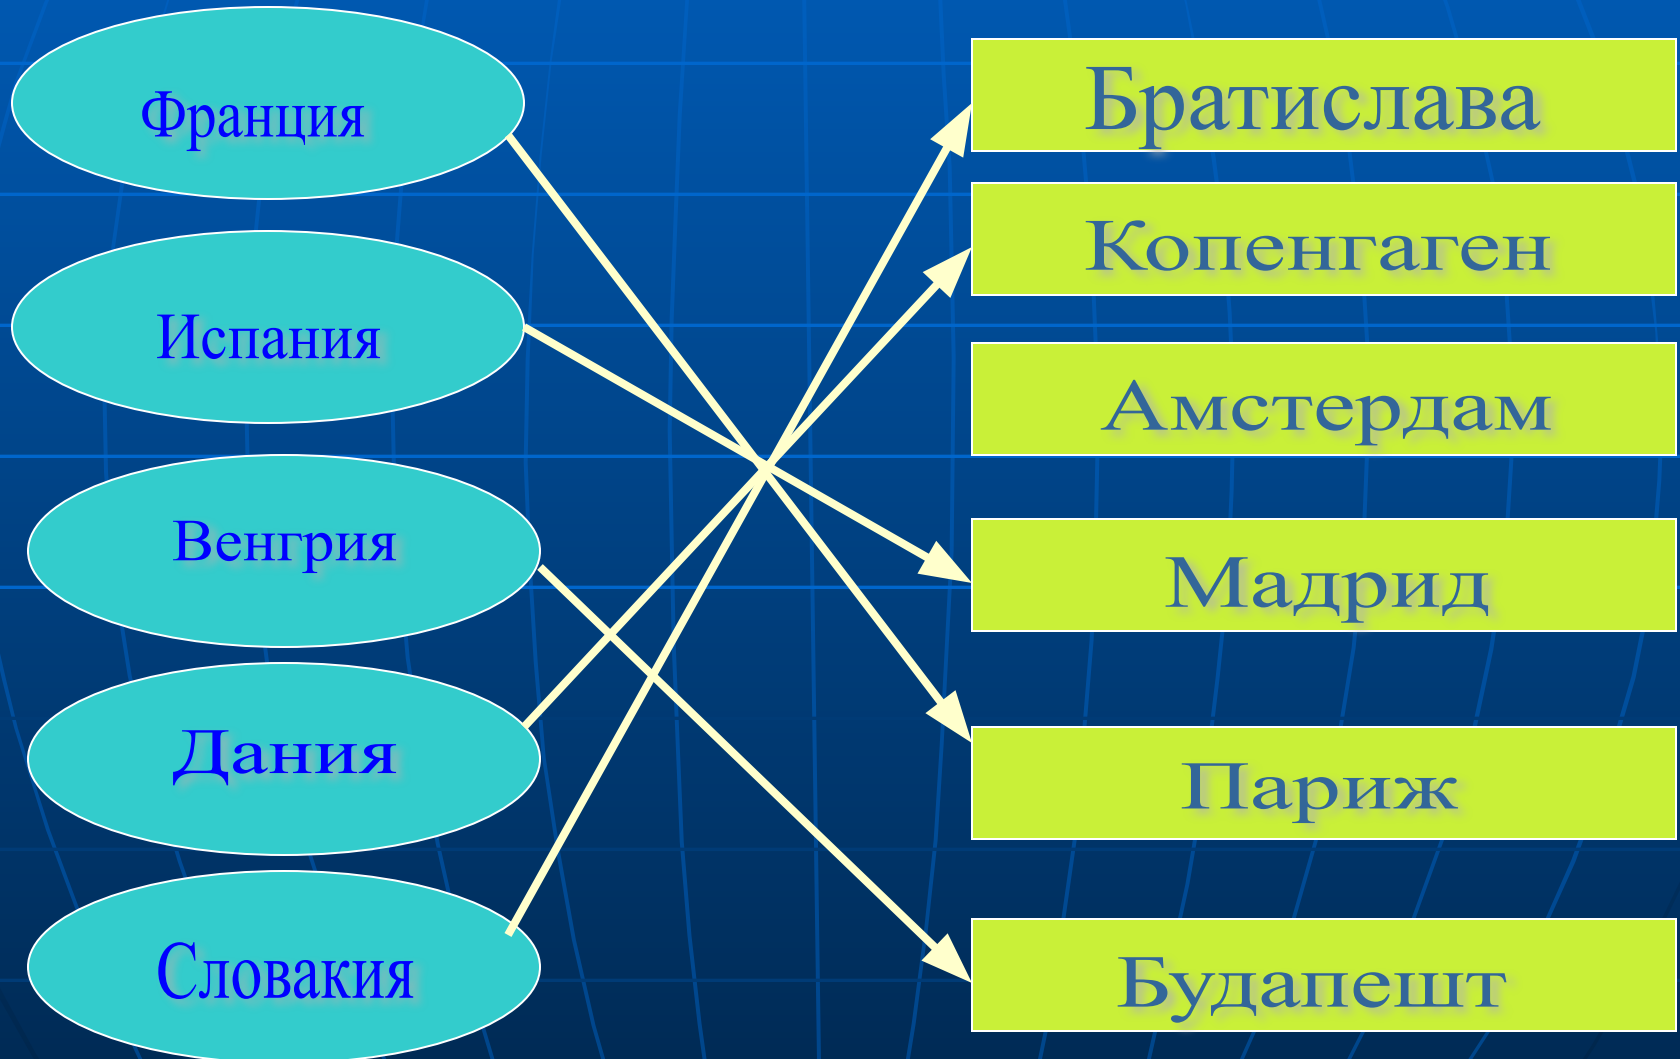 Франция
Испания
Венгрия
Дания
Словакия
Братислава
Копенгаген
Амстердам
Мадрид
Париж
Будапешт